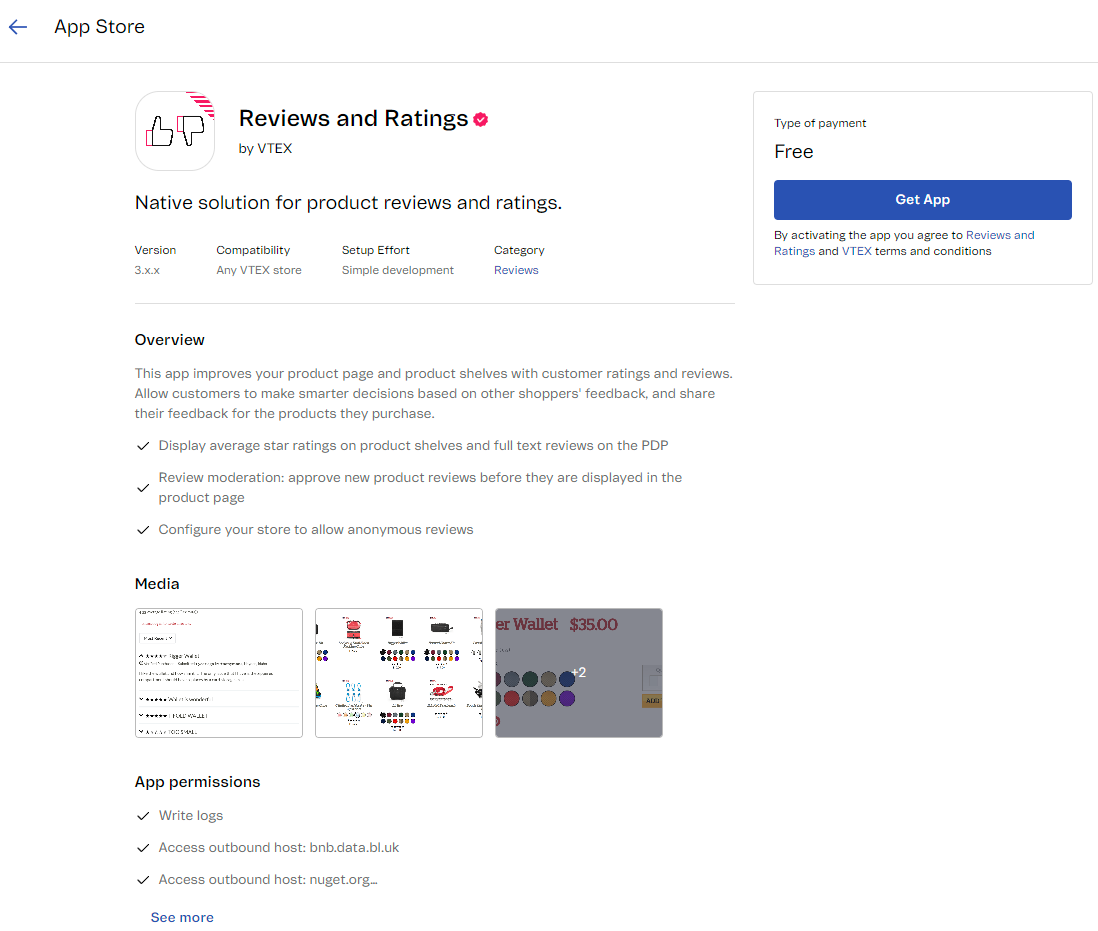 App Store
Reviews and Ratings
by VTEX
Native solution for product reviews and ratings.
Version
3.x.x
Compatibility
Any VTEX store
Setup Effort
Simple development
Category
Reviews
Type of payment
Free
Get App
By activating the app you agree to Reviews and
Ratings and VTEX terms and conditions
Overview
This app improves your product page and product shelves with customer ratings and reviews.
Allow customers to make smarter decisions based on other shoppers' feedback, and share
their feedback for the products they purchase.
Display average star ratings on product shelves and full text reviews on the PDP
Review moderation: approve new product reviews before they are displayed in the
product page
Configure your store to allow anonymous reviews
Media
Most Recent
TOO SMALL
er Wallet $35.00
+2
ADD
App permissions
Write logs
Access outbound host: bnb.data.bl.uk
Access outbound host: nuget.org...
See more